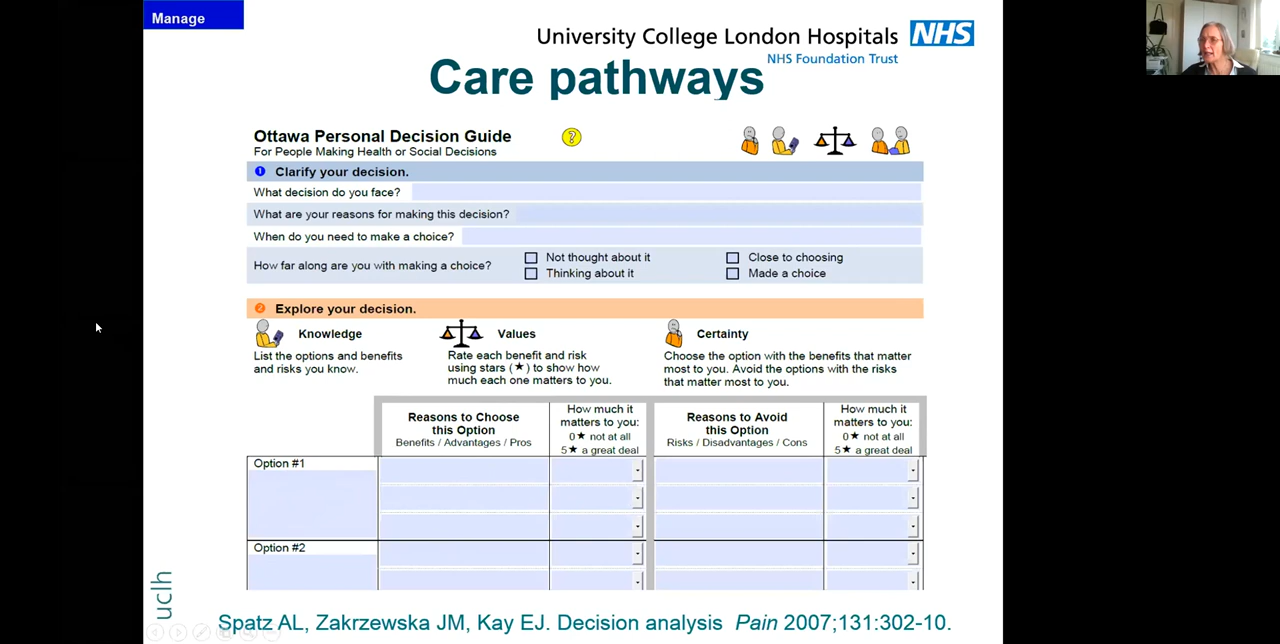 Manage
University College London Hospitals NHS
NHS Foundation Trust
Care pathways
Ottawa Personal Decision Guide ?
For People Making Health or Social Decisions
1 Clarify your decision.
What decision do you face?
What are your reasons for making this decision?
When do you need to make a choice?
How far along are you with making a choice?
Not thought about it
Close to choosing
Thinking about it
Made a choice
2 Explore your decision.
Knowledge
List the options and benefits
and risks you know.
Values
Rate each benefit and risk
using stars (★) to show how
much each one matters to you.
Certainty
Choose the option with the benefits that matter
most to you. Avoid the options with the risks
that matter most to you.
Reasons to Choose
this Option
Benefits / Advantages / Pros
How much it
matters to you:
0★ not at all
5★ a great deal
Reasons to Avoid
this Option
Risks / Disadvantages / Cons
How much it
matters to you:
0★ not at all
5★ a great deal
Option #1
Option #2
uclh
Spatz AL, Zakrzewska JM, Kay EJ. Decision analysis Pain 2007;131:302-10.